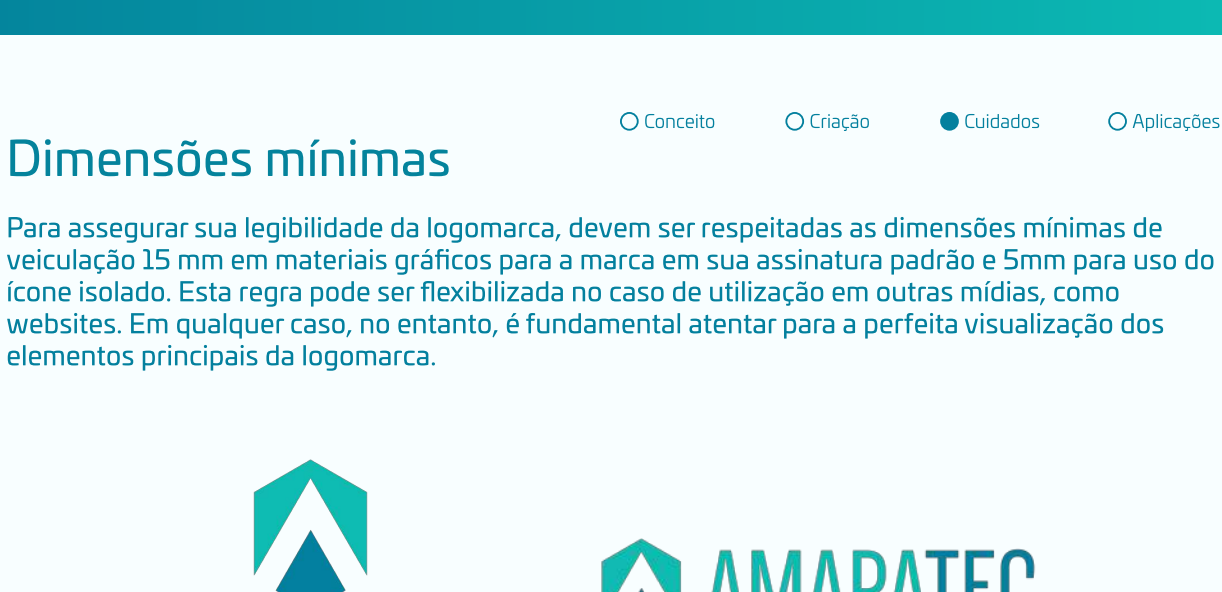 Conceito Criação Cuidados Aplicações
Dimensões mínimas
Para assegurar sua legibilidade da logomarca, devem ser respeitadas as dimensões mínimas de
veiculação 15 mm em materiais gráficos para a marca em sua assinatura padrão e 5mm para uso do
ícone isolado. Esta regra pode ser flexibilizada no caso de utilização em outras mídias, como
websites. Em qualquer caso, no entanto, é fundamental atentar para a perfeita visualização dos
elementos principais da logomarca.